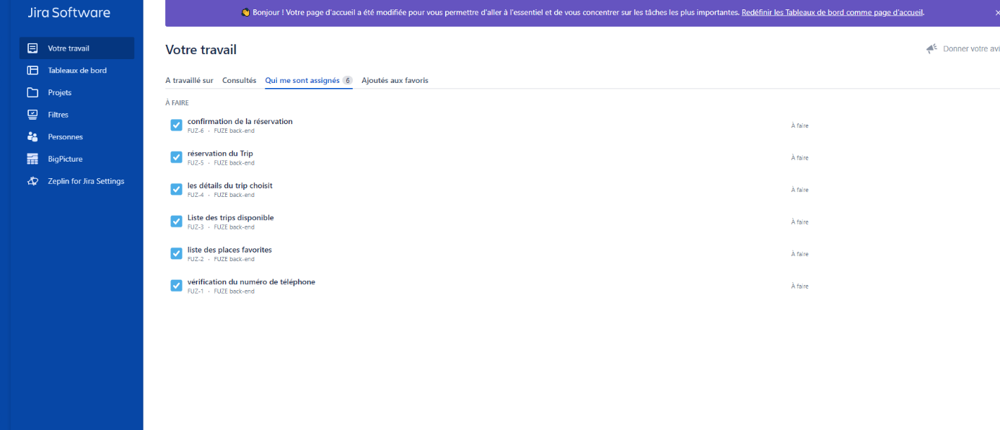 Jira Software
Votre travail
Tableaux de bord
Projets
Filtres
Personnes
BigPicture
Zeplin for Jira Settings
Bonjour ! Votre page d'accueil a été modifiée pour vous permettre d'aller à l'essentiel et de vous concentrer sur les tâches les plus importantes. Redéfinir les Tableaux de bord comme page d'accueil.
Votre travail
Donner votre avi
A travaillé sur Consultés Qui me sont assignés 6 Ajoutés aux favoris
À FAIRE
confirmation de la réservation
FUZ-6 · FUZE back-end
À faire
réservation du Trip
FUZ-5 · FUZE back-end
À faire
les détails du trip choisit
FUZ-4 · FUZE back-end
À faire
Liste des trips disponible
FUZ-3 · FUZE back-end
À faire
liste des places favorites
FUZ-2 · FUZE back-end
À faire
vérification du numéro de téléphone
FUZ-1 · FUZE back-end
À faire